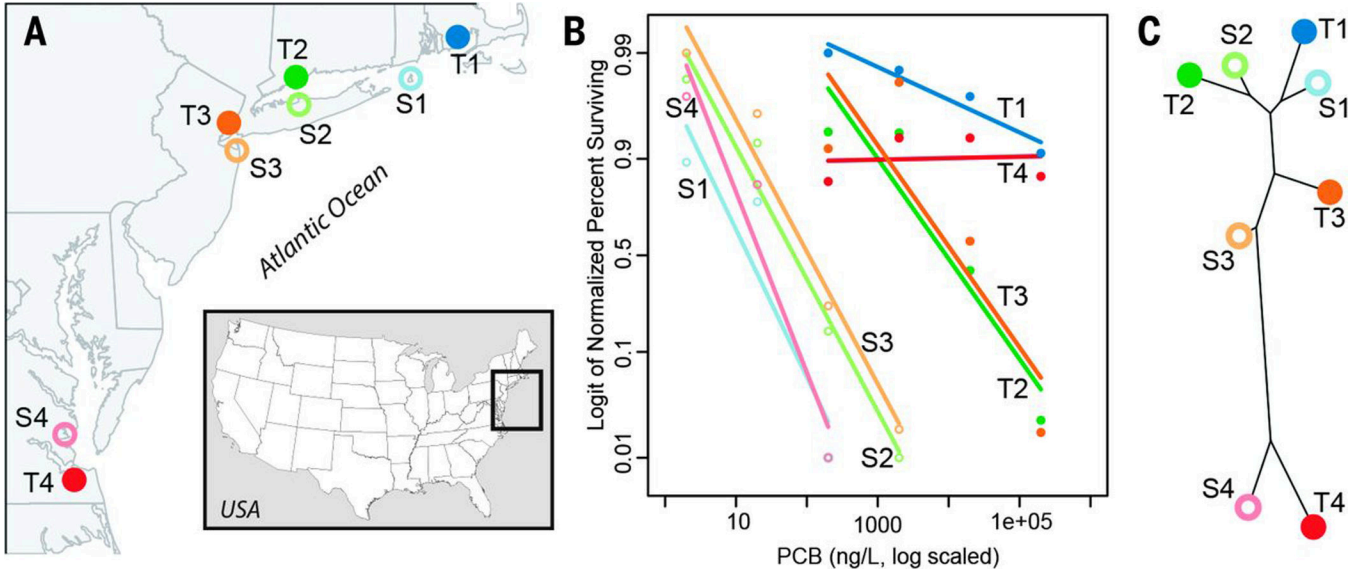 A
T1
T2
S1
S2
T3
S3
Atlantic Ocean
S4
T4
USA
B
Logit of Normalized Percent Surviving
0.99
0.9
0.5
0.1
0.01
S4
S1
T1
T4
T3
S3
T2
S2
10
1000
1e+05
PCB (ng/L, log scaled)
C
S2
T1
T2
S1
T3
S3
S4
T4